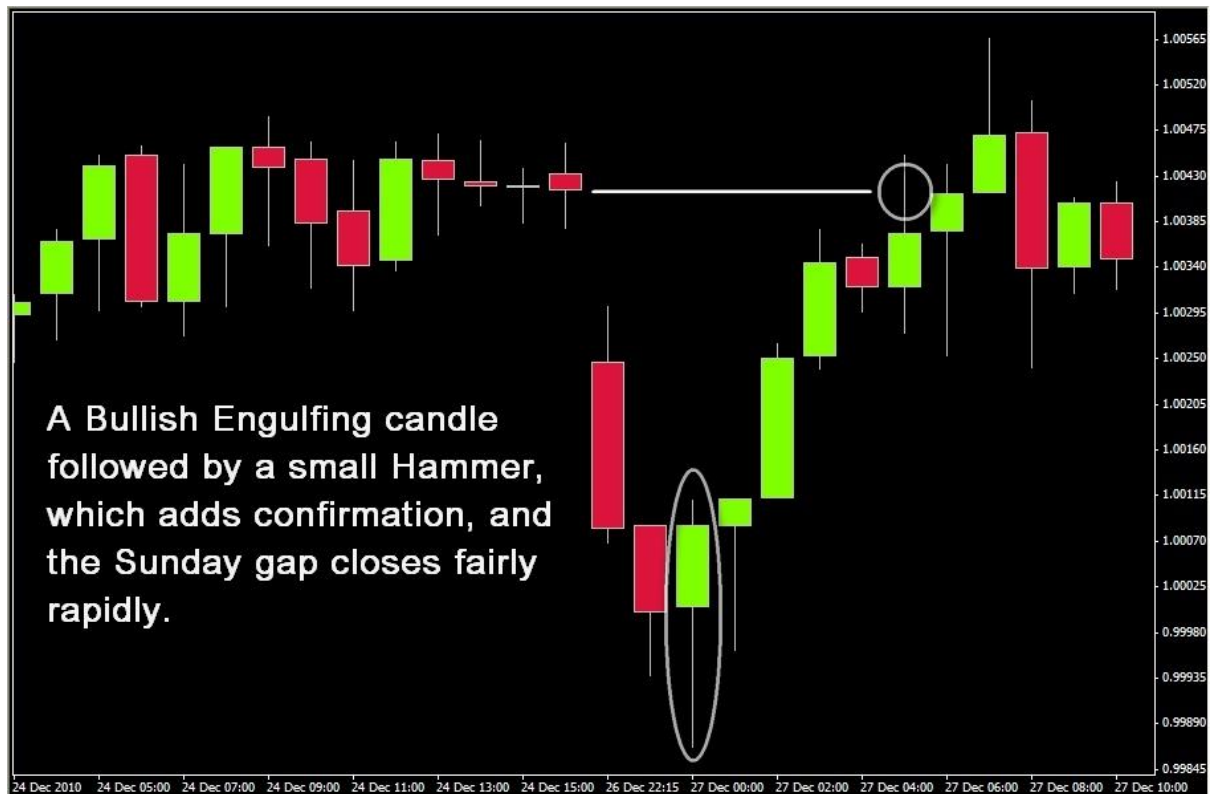 1.00565
1.00520
1.00475
1.00430
1.00385
1.00340
1.00295
1.00250
1.00205
1.00160
1.00115
1.00070
1.00025
0.99980
0.99935
0.99890
0.99845
A Bullish Engulfing candle
followed by a small Hammer,
which adds confirmation, and
the Sunday gap closes fairly
rapidly.
24 Dec 2010 24 Dec 05:00 24 Dec 07:00 24 Dec 09:00 24 Dec 11:00 24 Dec 13:00 24 Dec 15:00 26 Dec 22:15 27 Dec 00:00 27 Dec 02:00 27 Dec 04:00 27 Dec 06:00 27 Dec 08:00 27 Dec 10:00